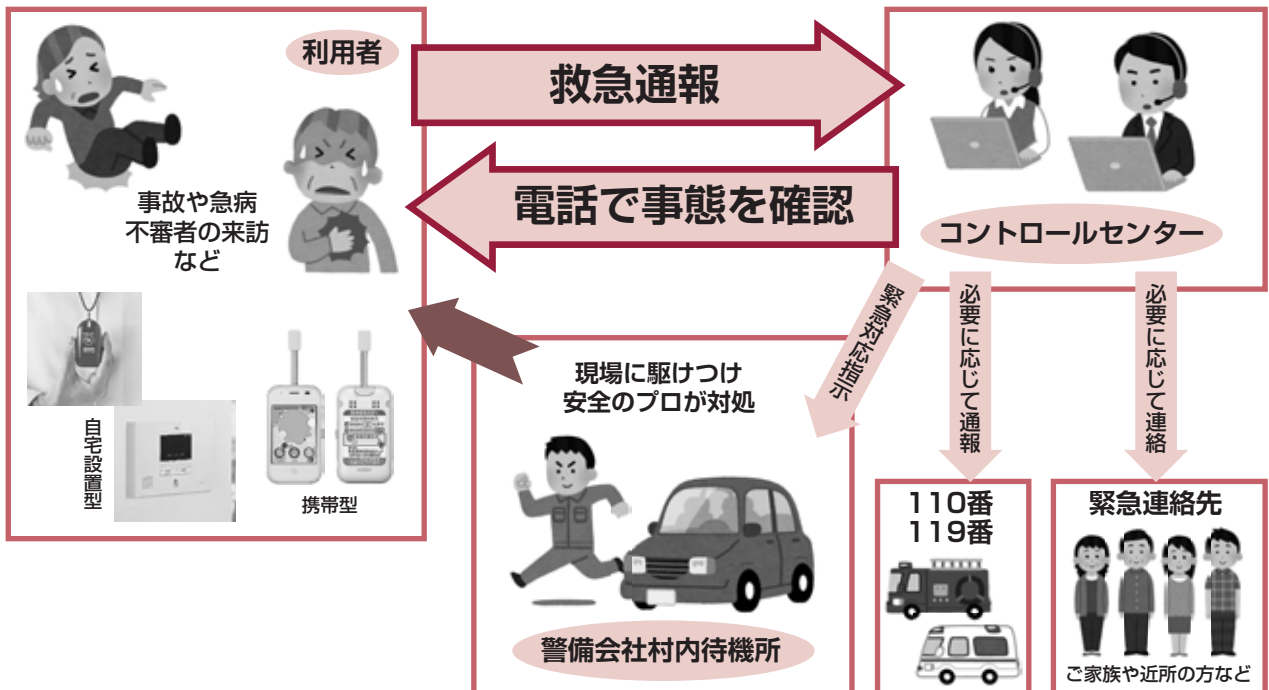 利用者
事故や急病
不審者の来訪
など
自宅設置型
携帯型
救急通報
電話で事態を確認
コントロールセンター
緊急対応指示
必要に応じて通報
必要に応じて連絡
現場に駆けつけ
安全のプロが対処
警備会社村内待機所
110番
119番
緊急連絡先
ご家族や近所の方など